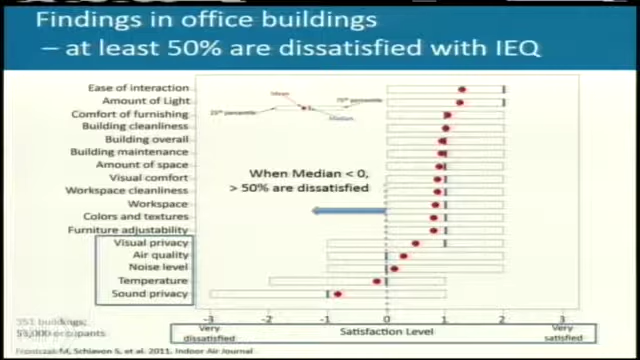 Findings in office buildings
– at least 50% are dissatisfied with IEQ
Ease of interaction
Amount of Light
Comfort of furnishing
Building cleanliness
Building overall
Building maintenance
Amount of space
Visual comfort
Workspace cleanliness
Workspace
Colors and textures
Furniture adjustability
Visual privacy
Air quality
Noise level
Temperature
Sound privacy
Mean
25th percentile
75th percentile
Median
When Median < 0,
> 50% are dissatisfied
-3 -2 -1 0 1 2 3
Very
dissatisfied
Satisfaction Level
Very
satisfied
351 buildings;
53,000 occupants
Frontczak M, Schiavon S, et al. 2011. Indoor Air Journal